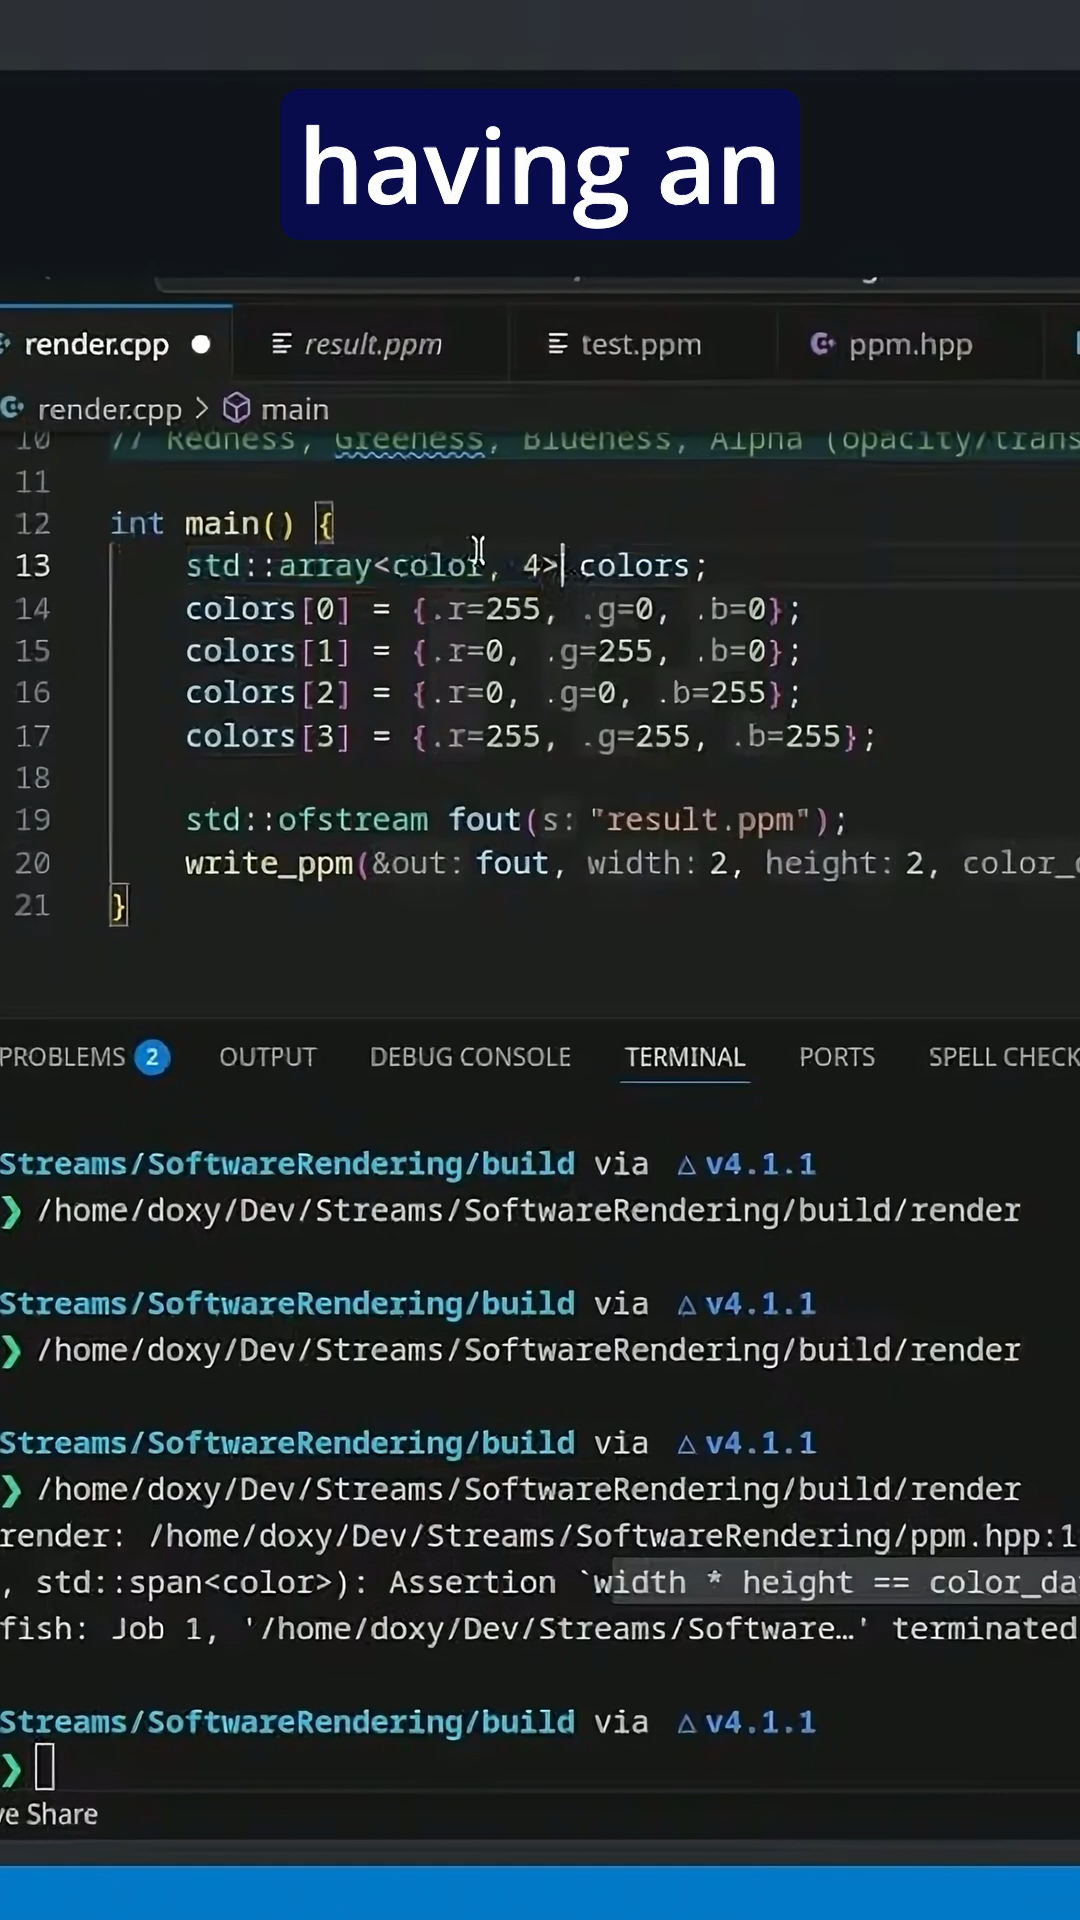 having an
render.cpp result.ppm test.ppm ppm.hpp
render.cpp > main
10 // Redness, Greeness, Blueness, Alpha (opacity/trans
11
12 int main() {
13 std::array<color, 4> colors;
14 colors[0] = {.r=255, .g=0, .b=0};
15 colors[1] = {.r=0, .g=255, .b=0};
16 colors[2] = {.r=0, .g=0, .b=255};
17 colors[3] = {.r=255, .g=255, .b=255};
18
19 std::ofstream fout(s: "result.ppm");
20 write_ppm(&out: fout, width: 2, height: 2, color_
21 }
PROBLEMS 2 OUTPUT DEBUG CONSOLE TERMINAL PORTS SPELL CHECK
Streams/SoftwareRendering/build via △ v4.1.1
❯ /home/doxy/Dev/Streams/SoftwareRendering/build/render
Streams/SoftwareRendering/build via △ v4.1.1
❯ /home/doxy/Dev/Streams/SoftwareRendering/build/render
Streams/SoftwareRendering/build via △ v4.1.1
❯ /home/doxy/Dev/Streams/SoftwareRendering/build/render
render: /home/doxy/Dev/Streams/SoftwareRendering/ppm.hpp:1
, std::span<color>): Assertion `width * height == color_da
fish: Job 1, '/home/doxy/Dev/Streams/Software…' terminated
Streams/SoftwareRendering/build via △ v4.1.1
❯
ve Share